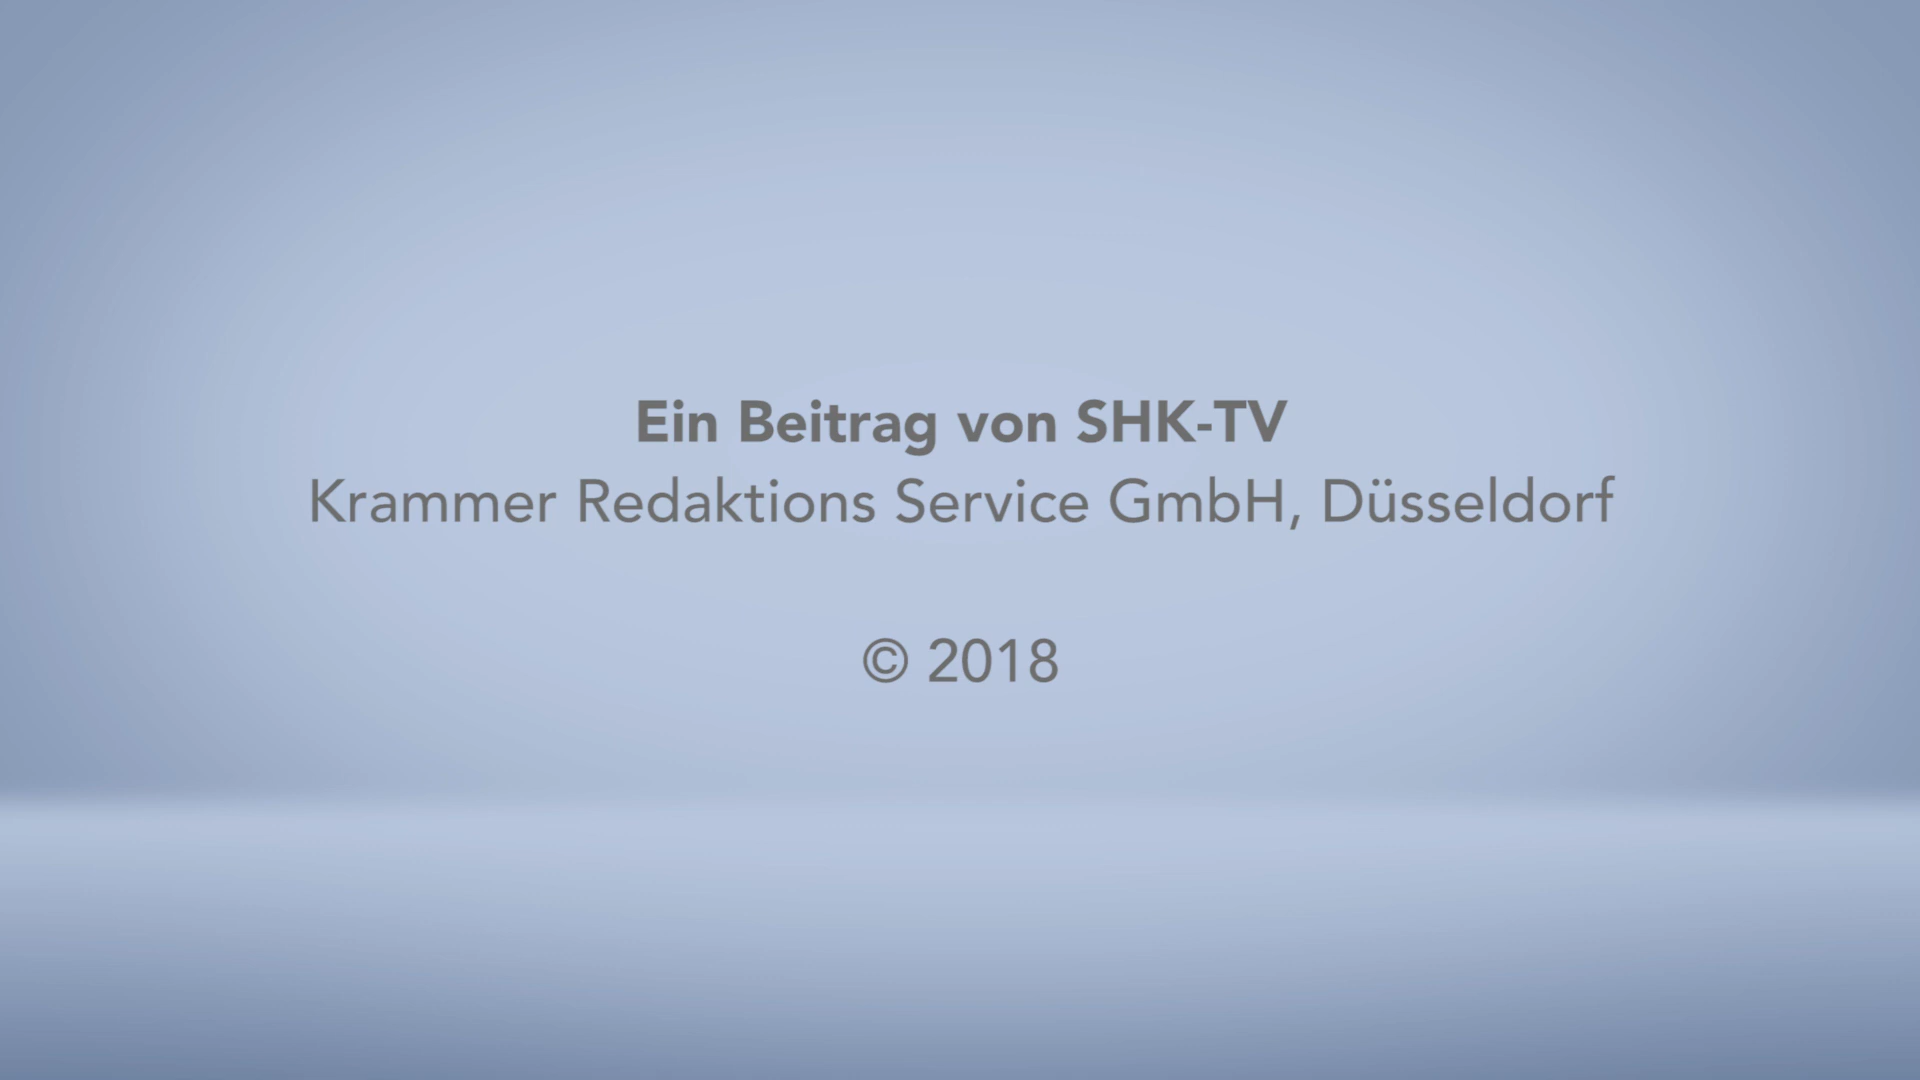 Ein Beitrag von SHK-TV
Krammer Redaktions Service GmbH, Düsseldorf
© 2018